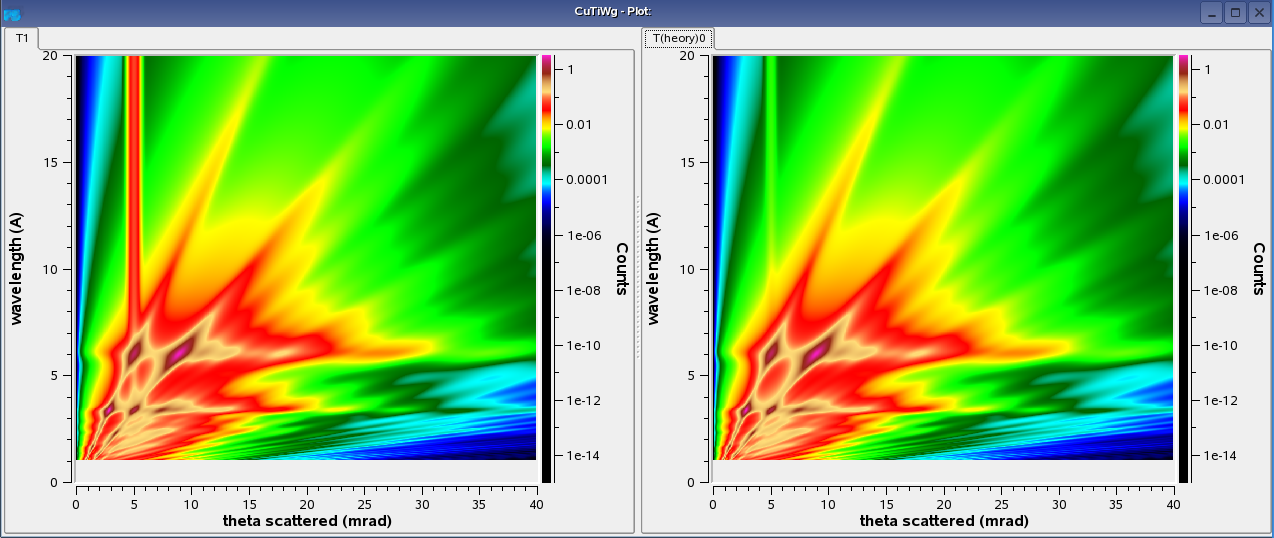 CuTiWg - Plot:
T1
20
15
10
5
0
wavelength (A)
0
5
10
15
20
25
30
35
40
theta scattered (mrad)
1
0.01
0.0001
1e-06
1e-08
1e-10
1e-12
1e-14
Counts
T(heory)0
20
15
10
5
0
wavelength (A)
0
5
10
15
20
25
30
35
40
theta scattered (mrad)
1
0.01
0.0001
1e-06
1e-08
1e-10
1e-12
1e-14
Counts